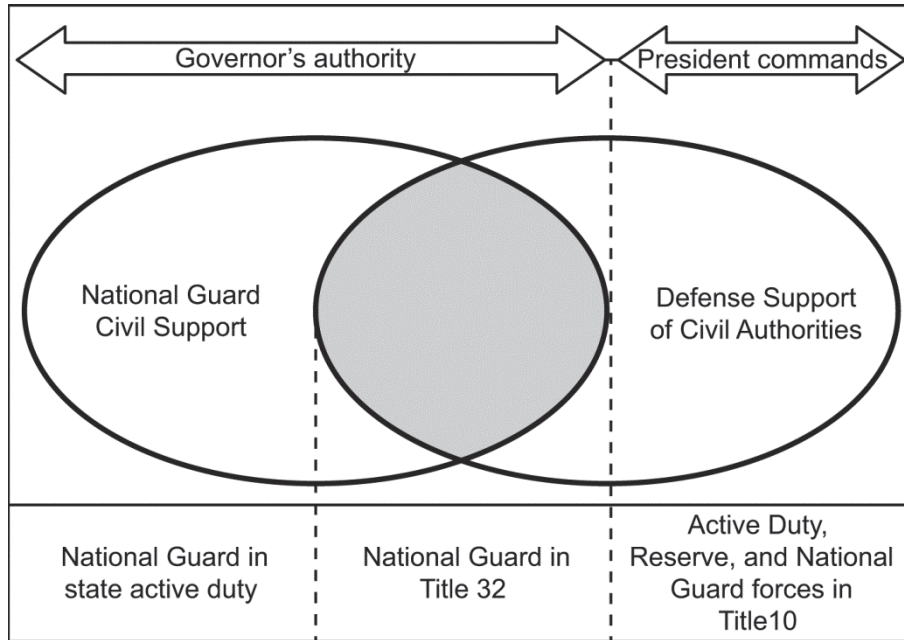 Governor's authority
President commands
National Guard
Civil Support
Defense Support
of Civil Authorities
National Guard in
state active duty
National Guard in
Title 32
Active Duty,
Reserve, and National
Guard forces in
Title10